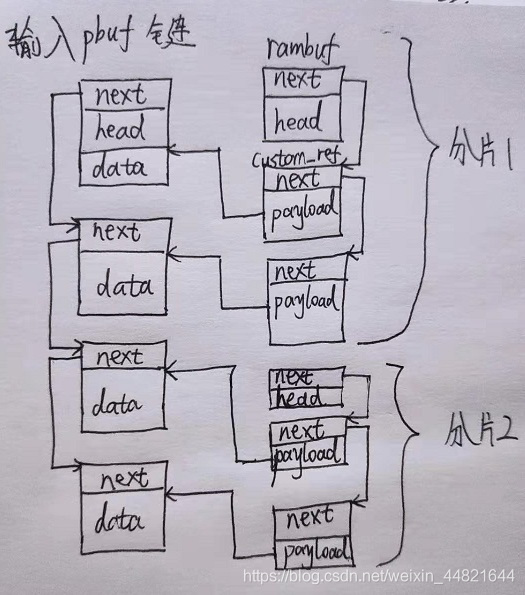 输入pbuf 链
next
head
data
next
data
next
data
next
data
rambuf
next
head
custom_ref
next
payload
next
payload
分片1
next
head
next
payload
next
payload
分片2
https://blog.csdn.net/weixin_44821644